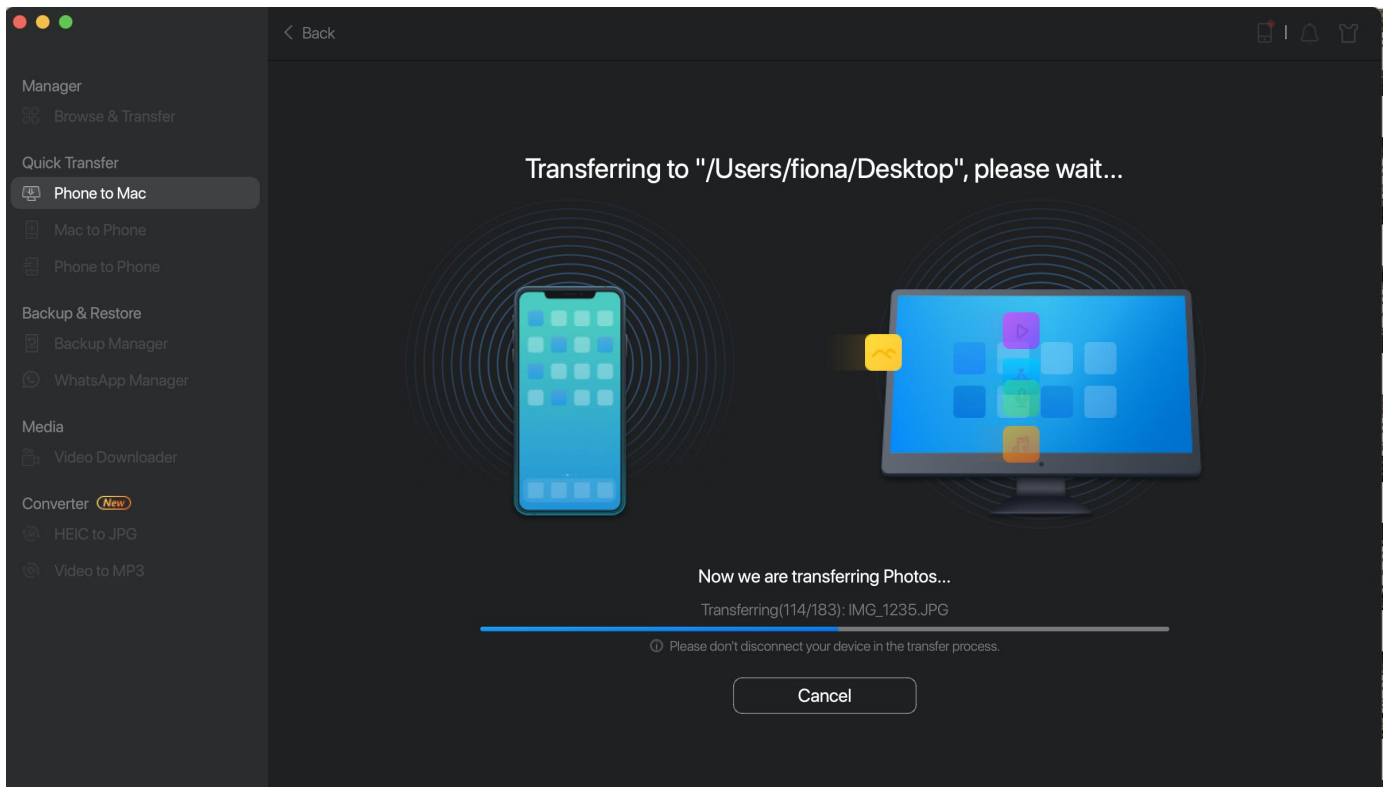 Back
Manager
Browse & Transfer
Quick Transfer
Phone to Mac
Mac to Phone
Phone to Phone
Backup & Restore
Backup Manager
WhatsApp Manager
Media
Video Downloader
Converter New
HEIC to JPG
Video to MP3
Transferring to "/Users/fiona/Desktop", please wait...
Now we are transferring Photos...
Transferring(114/183): IMG_1235.JPG
Please don't disconnect your device in the transfer process.
Cancel